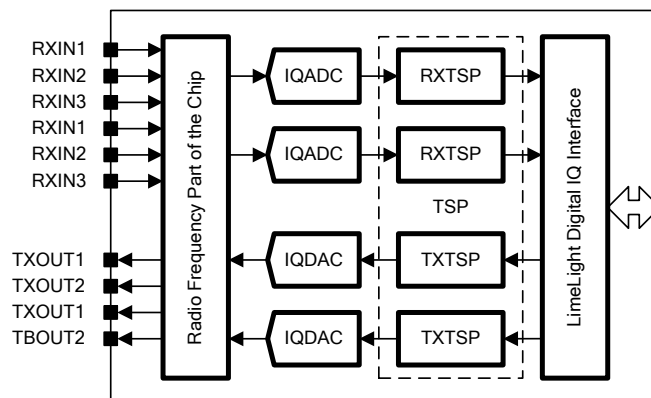 RXIN1
RXIN2
RXIN3
RXIN1
RXIN2
RXIN3
TXOUT1
TXOUT2
TXOUT1
TBOUT2
Radio Frequency Part of the Chip
IQADC
RXTSP
IQADC
RXTSP
TSP
IQDAC
TXTSP
IQDAC
TXTSP
LimeLight Digital IQ Interface